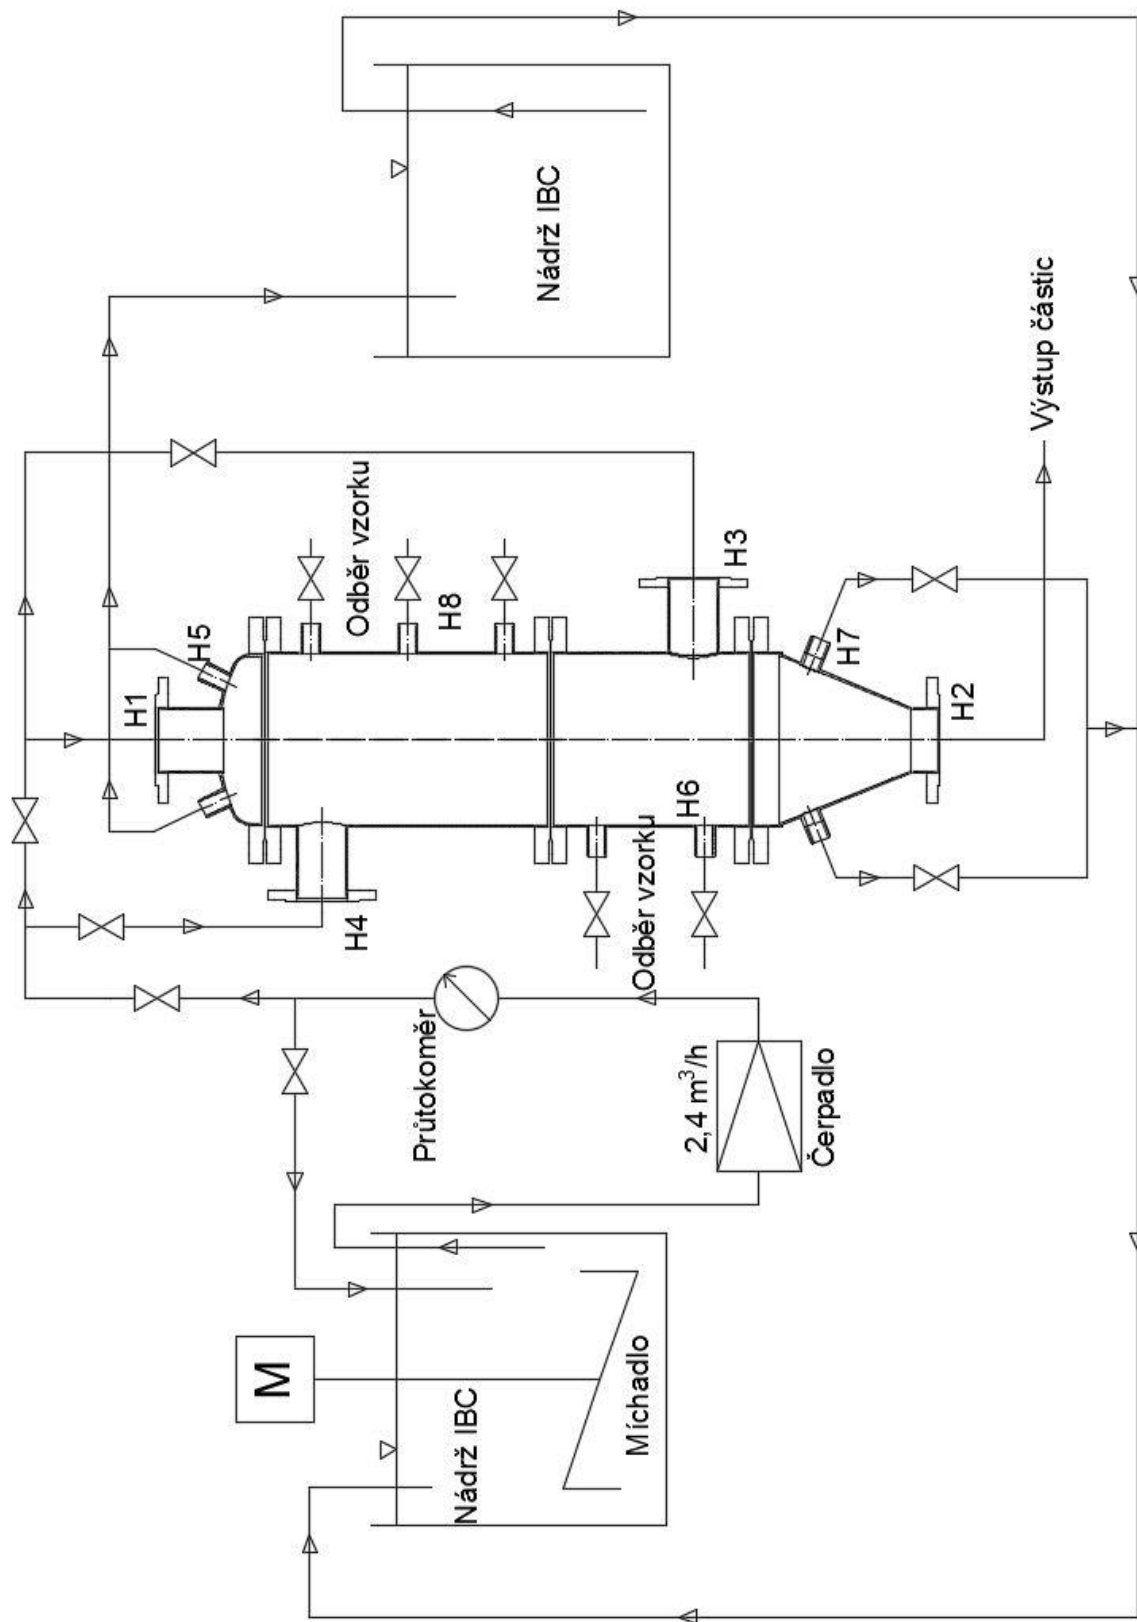 M
Nádrž IBC
Míchadlo
Průtokoměr
2,4 m³/h
Čerpadlo
H4
H1
H5
Odběr vzorku
H8
Odběr vzorku
H6
H3
H7
H2
Výstup částic
Nádrž IBC